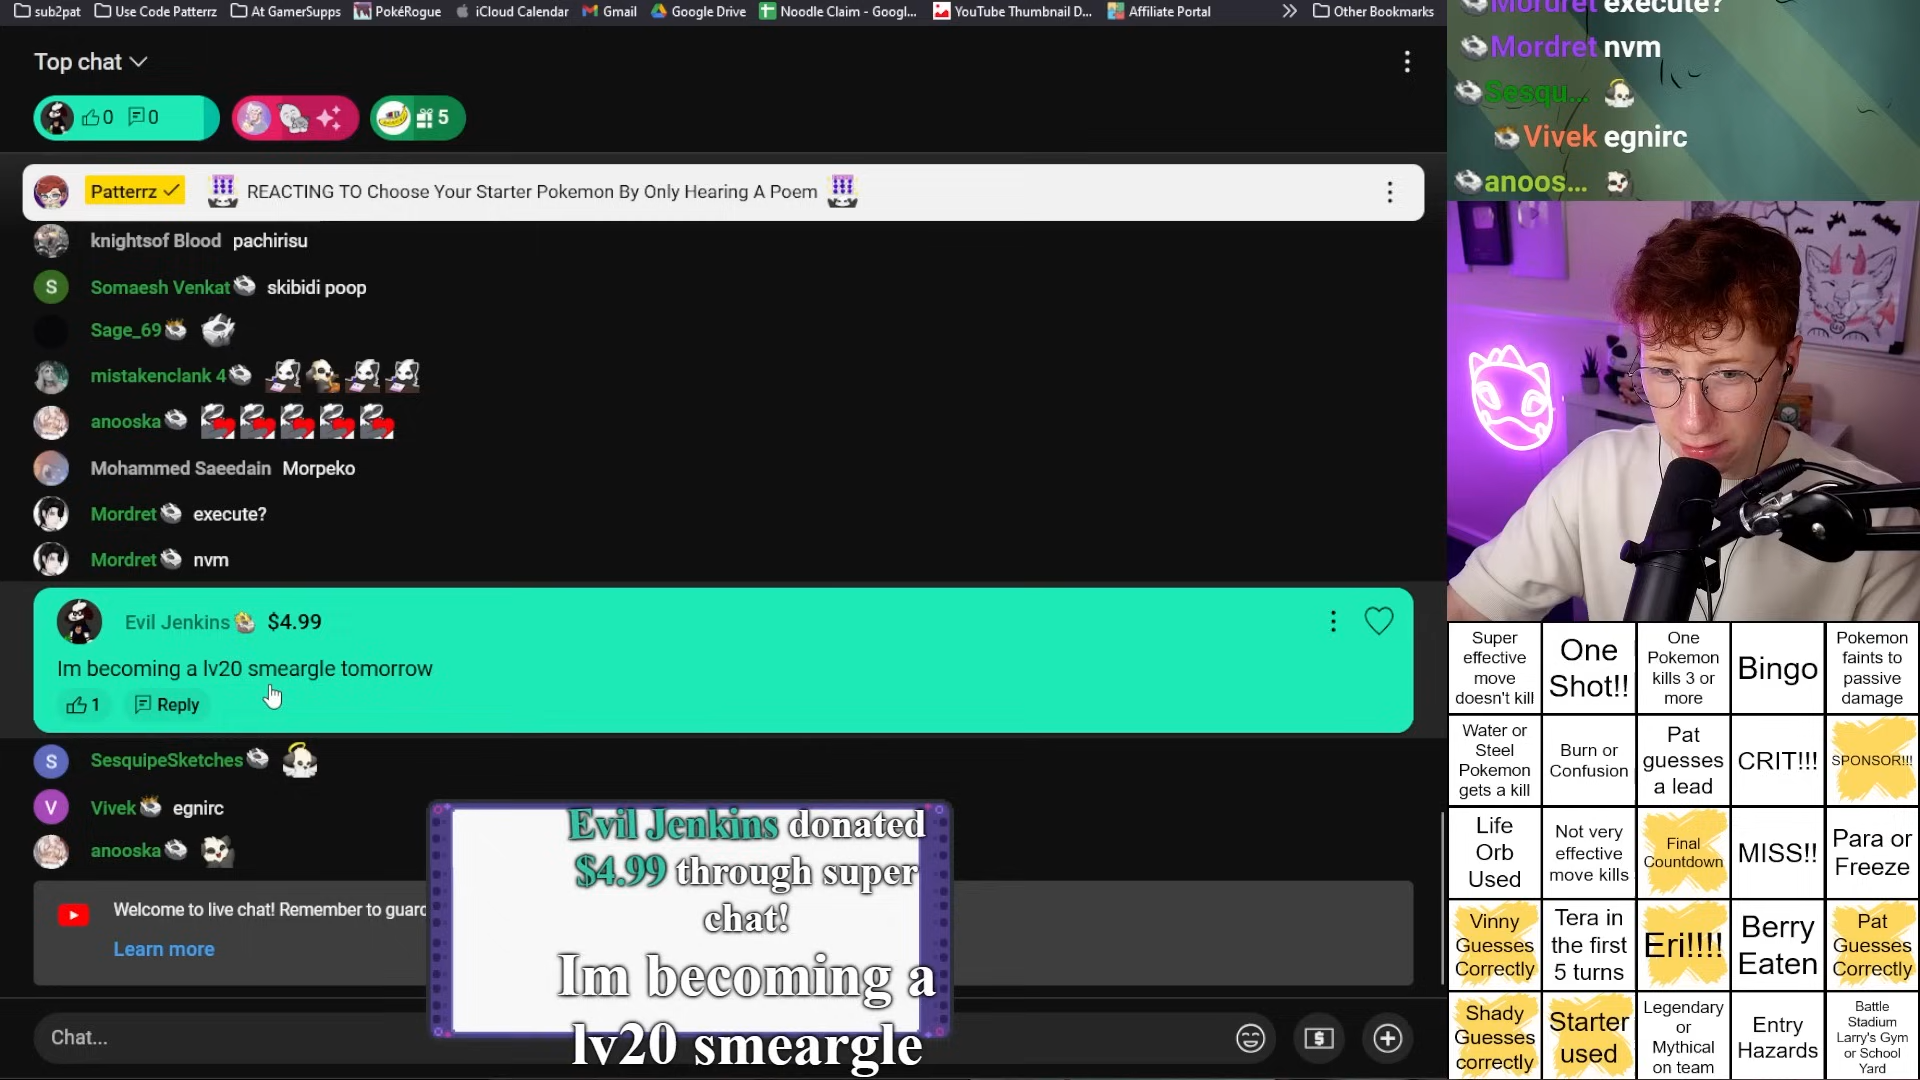 sub2pat
Use Code Patterrz
At GamerSupps
PokéRogue
iCloud Calendar
Gmail
Google Drive
Noodle Claim - Googl...
YouTube Thumbnail D...
Affiliate Portal
Other Bookmarks
Top chat
0 0
5
Patterrz REACTING TO Choose Your Starter Pokemon By Only Hearing A Poem
knightsof Blood pachirisu
S Somaesh Venkat skibidi poop
Sage_69
mistakenclank 4
anooska
Mohammed Saeedain Morpeko
Mordret execute?
Mordret nvm
Evil Jenkins $4.99
Im becoming a lv20 smeargle tomorrow
1 Reply
S SesquipeSketches
V Vivek egnirc
anooska
Welcome to live chat! Remember to guard
Learn more
Chat...
Evil Jenkins donated
$4.99 through super
chat!
Im becoming a
lv20 smeargle
Mordret execute?
Mordret nvm
Sesqu...
Vivek egnirc
anoos...
Super
effective
move
doesn't kill
One
Shot!!
One
Pokemon
kills 3 or
more
Bingo
Pokemon
faints to
passive
damage
Water or
Steel
Pokemon
gets a kill
Burn or
Confusion
Pat
guesses
a lead
CRIT!!!
SPONSOR!!!
Life
Orb
Used
Not very
effective
move kills
Final
Countdown
MISS!!
Para or
Freeze
Vinny
Guesses
Correctly
Tera in
the first
5 turns
Eri!!!!
Berry
Eaten
Pat
Guesses
Correctly
Shady
Guesses
correctly
Starter
used
Legendary
or
Mythical
on team
Entry
Hazards
Battle
Stadium
Larry's Gym
or School
Yard